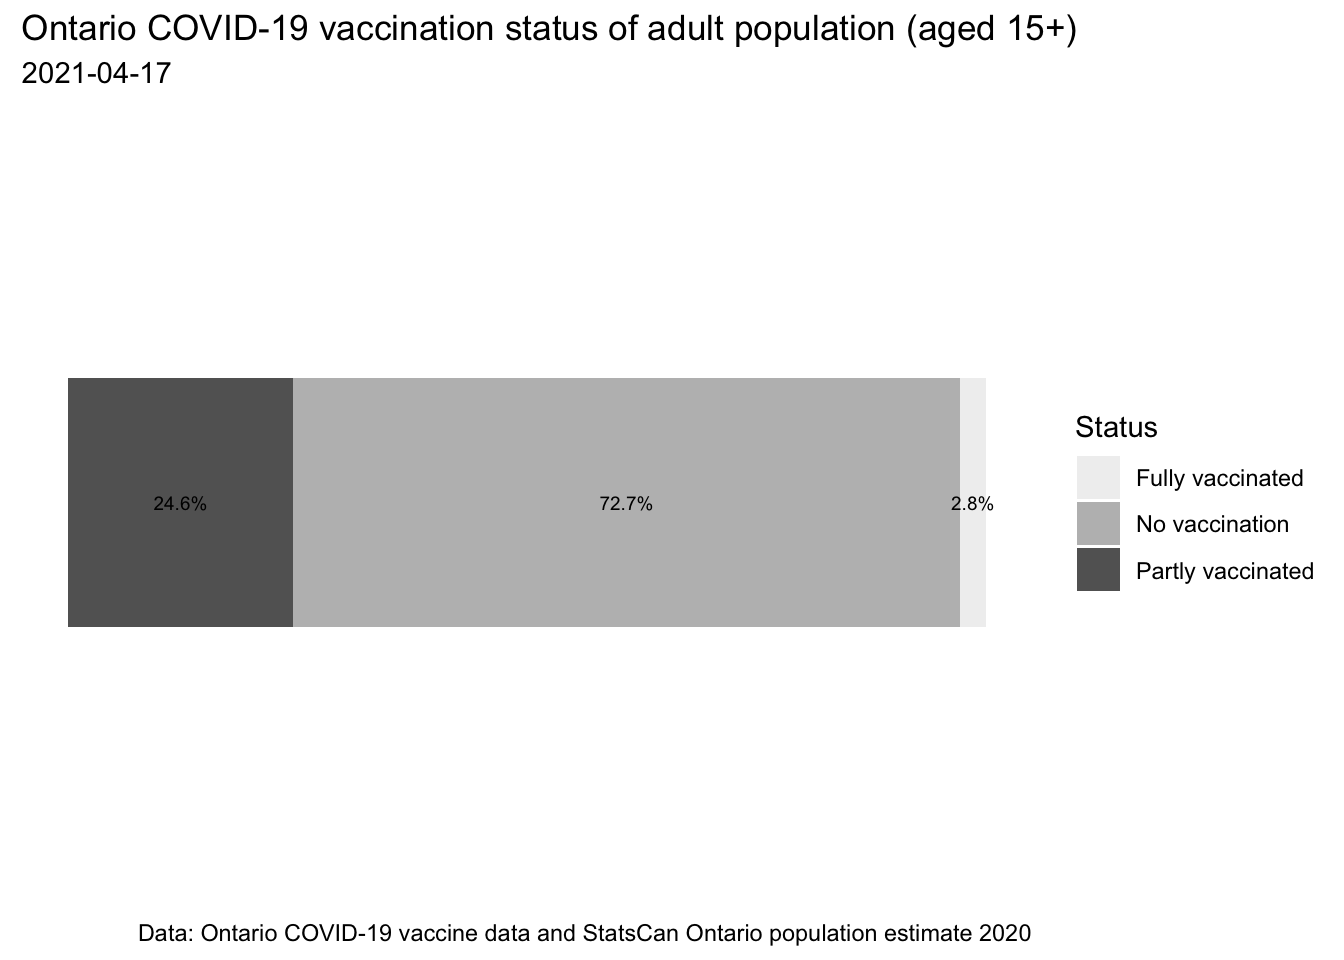 Ontario COVID-19 vaccination status of adult population (aged 15+)
2021-04-17
24.6%
72.7%
2.8%
Status
Fully vaccinated
No vaccination
Partly vaccinated
Data: Ontario COVID-19 vaccine data and StatsCan Ontario population estimate 2020